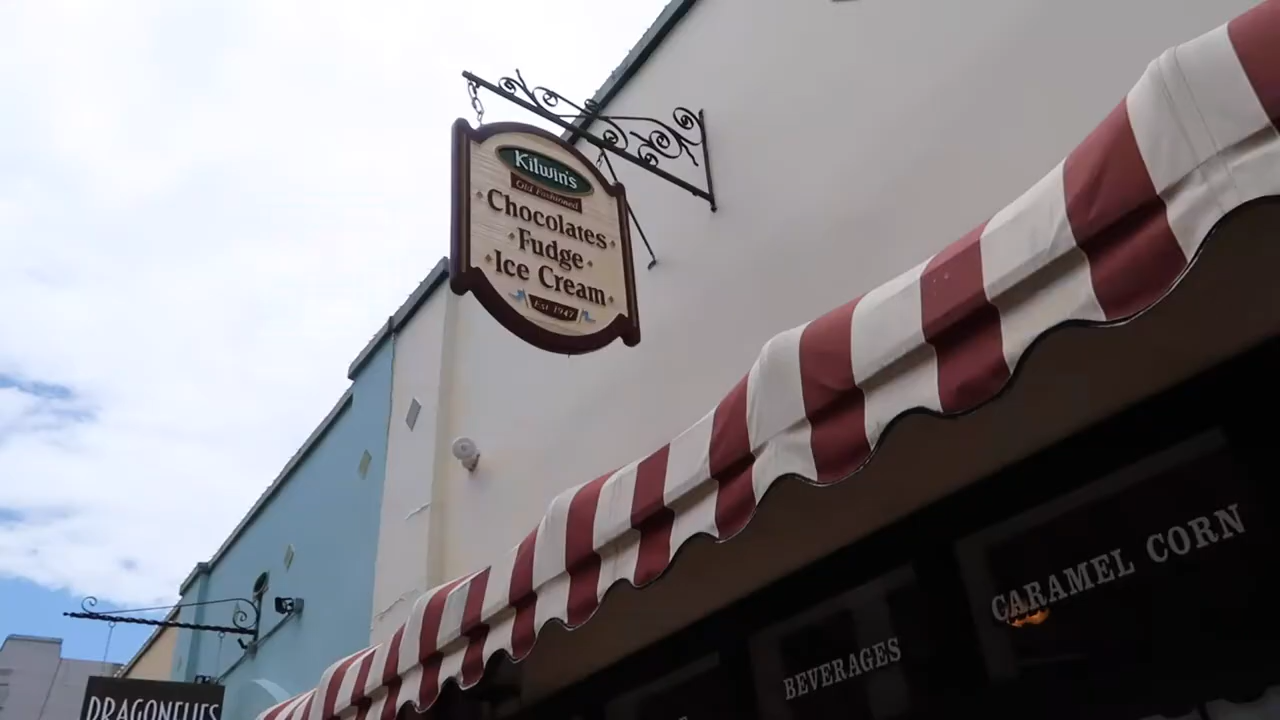 Kilwin's
Old Fashioned
Chocolates
Fudge
Ice Cream
Est 1947
CARAMEL CORN
BEVERAGES
DRAGONFLIES